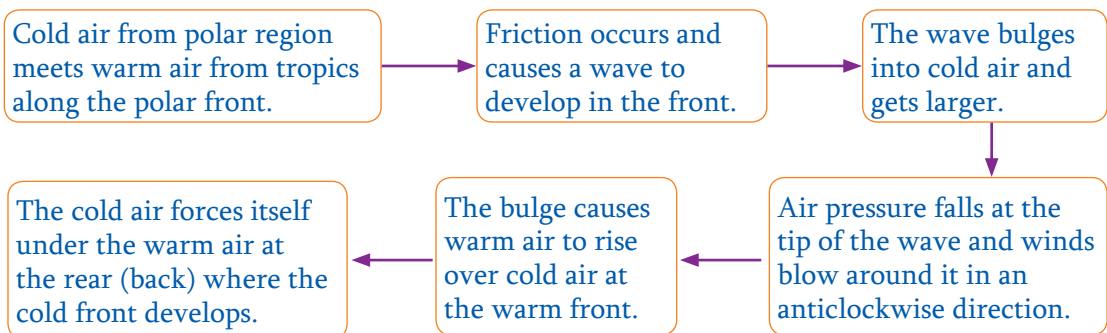 Cold air from polar region
meets warm air from tropics
along the polar front.
Friction occurs and
causes a wave to
develop in the front.
The wave bulges
into cold air and
gets larger.
Air pressure falls at the
tip of the wave and winds
blow around it in an
anticlockwise direction.
The bulge causes
warm air to rise
over cold air at
the warm front.
The cold air forces itself
under the warm air at
the rear (back) where the
cold front develops.